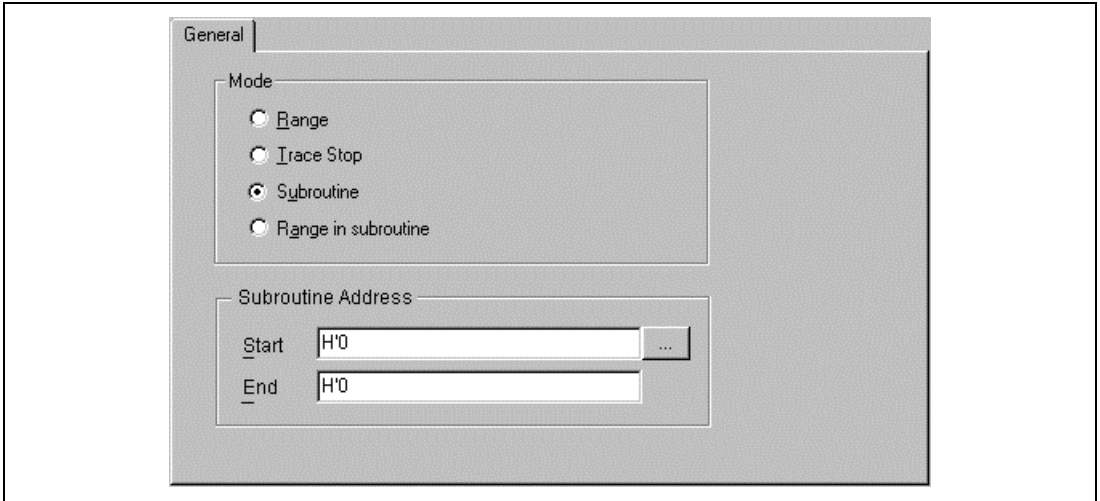 General
Mode
Range
Trace Stop
Subroutine
Range in subroutine
Subroutine Address
Start H'0 ...
End H'0